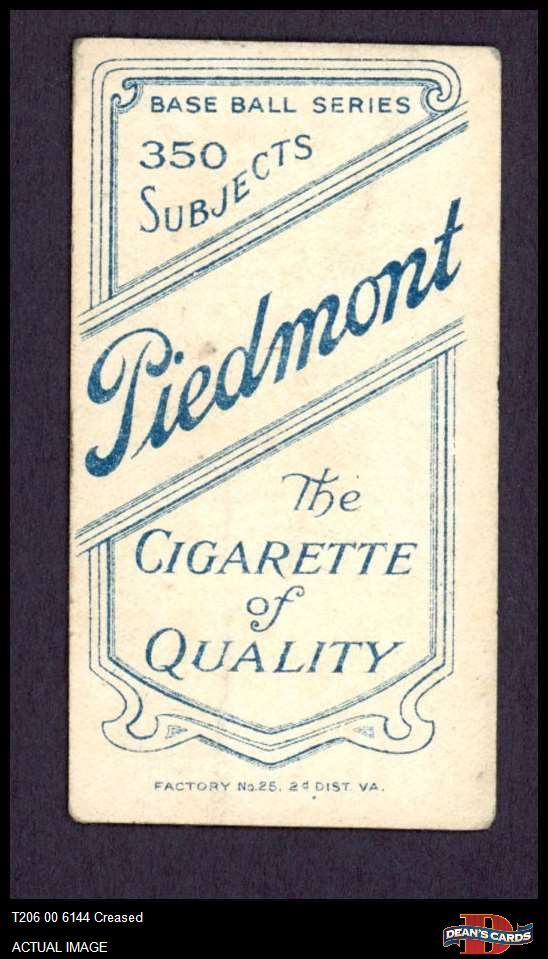 BASE BALL SERIES
350
SUBJECTS
Piedmont
The
CIGARETTE
of
QUALITY
FACTORY No. 25, 2d DIST. VA.
T206 00 6144 Creased
ACTUAL IMAGE
D
DEAN'S CARDS